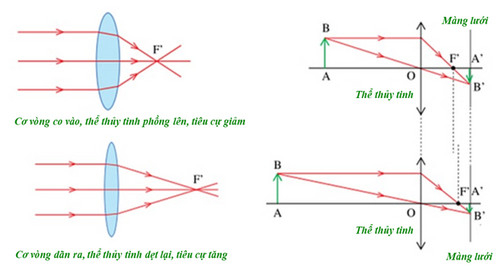 F'
Cơ vòng co vào, thể thủy tinh phồng lên, tiêu cự giảm
Màng lưới
B
A
O
F'
A'
B'
Thể thủy tinh
F'
Cơ vòng dãn ra, thể thủy tinh dẹt lại, tiêu cự tăng
B
A
O
F'
A'
B'
Thể thủy tinh
Màng lưới